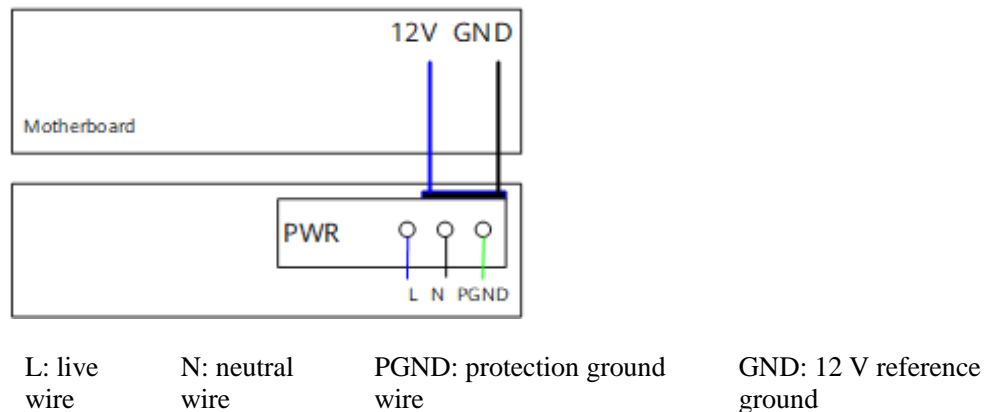 12V GND
Motherboard
PWR
L N PGND
L: live wire
N: neutral wire
PGND: protection ground wire
GND: 12 V reference ground